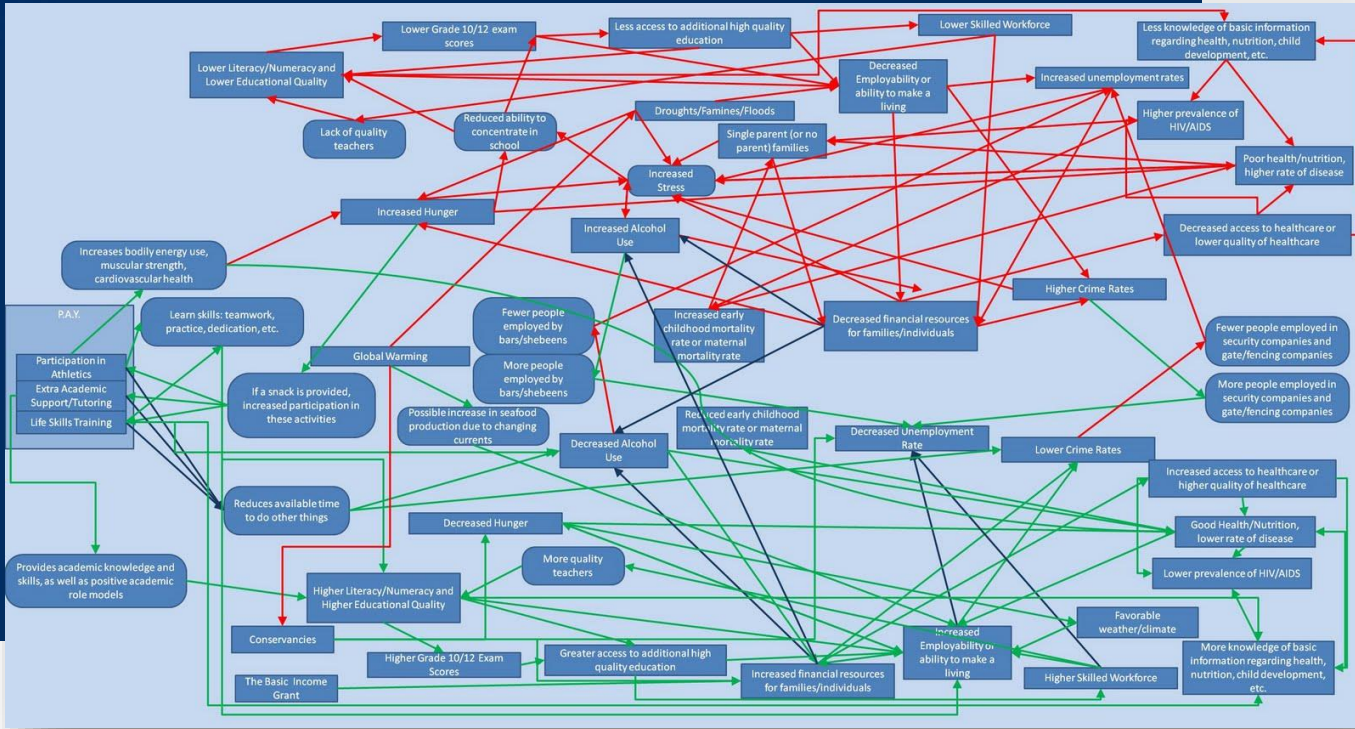 Lower Grade 10/12 exam
scores
Less access to additional high quality
education
Lower Skilled Workforce
Less knowledge of basic information
regarding health, nutrition, child
development, etc.
Lower Literacy/Numeracy and
Lower Educational Quality
Decreased
Employability or
ability to make a
living
Increased unemployment rates
Droughts/Famines/Floods
Higher prevalence of
HIV/AIDS
Lack of quality
teachers
Reduced ability to
concentrate in
school
Single parent (or no
parent) families
Poor health/nutrition,
higher rate of disease
Increased
Stress
Increased Hunger
Increased Alcohol
Use
Decreased access to healthcare or
lower quality of healthcare
Increases bodily energy use,
muscular strength,
cardiovascular health
Higher Crime Rates
P.A.Y.
Learn skills: teamwork,
practice, dedication, etc.
Fewer people
employed by
bars/shebeens
Increased early
childhood mortality
rate or maternal
mortality rate
Decreased financial resources
for families/individuals
Fewer people employed in
security companies and
gate/fencing companies
Participation in
Athletics
Extra Academic
Support/Tutoring
Life Skills Training
Global Warming
More people
employed by
bars/shebeens
If a snack is provided,
increased participation in
these activities
Possible increase in seafood
production due to changing
currents
More people employed in
security companies and
gate/fencing companies
Reduced early childhood
mortality rate or maternal
mortality rate
Decreased Unemployment
Rate
Decreased Alcohol
Use
Lower Crime Rates
Increased access to healthcare or
higher quality of healthcare
Reduces available time
to do other things
Decreased Hunger
Good Health/Nutrition,
lower rate of disease
More quality
teachers
Lower prevalence of HIV/AIDS
Provides academic knowledge and
skills, as well as positive academic
role models
Higher Literacy/Numeracy and
Higher Educational Quality
Favorable
weather/climate
Conservancies
Increased
Employability or
ability to make a
living
Higher Grade 10/12 Exam
Scores
Greater access to additional high
quality education
More knowledge of basic
information regarding health,
nutrition, child development,
etc.
The Basic Income
Grant
Increased financial resources
for families/individuals
Higher Skilled Workforce